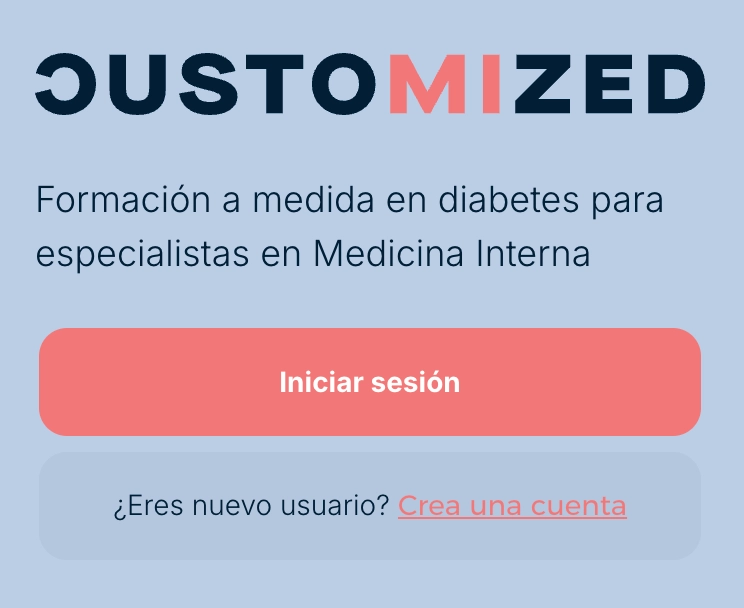 CUSTOMIZED
Formación a medida en diabetes para
especialistas en Medicina Interna
Iniciar sesión
¿Eres nuevo usuario? Crea una cuenta